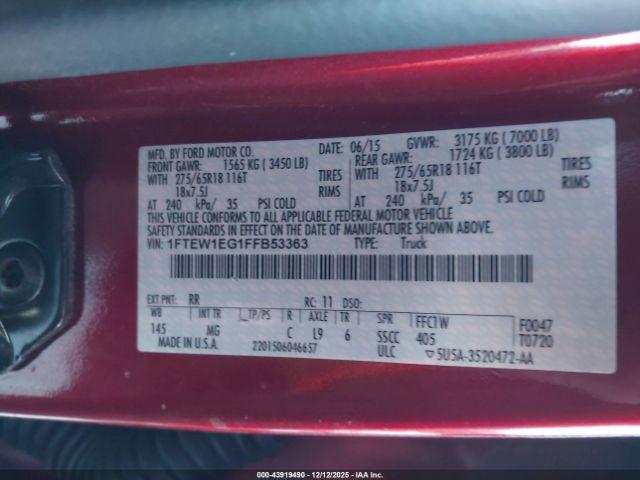 MFD. BY FORD MOTOR CO. DATE: 06/15 GVWR: 3175 KG ( 7000 LB)
FRONT GAWR: 1565 KG ( 3450 LB) REAR GAWR: 1724 KG ( 3800 LB)
WITH 275/65R18 116T TIRES WITH 275/65R18 116T TIRES
18x7.5J RIMS 18x7.5J RIMS
AT 240 kPa/ 35 PSI COLD AT 240 kPa/ 35 PSI COLD
THIS VEHICLE CONFORMS TO ALL APPLICABLE FEDERAL MOTOR VEHICLE
SAFETY STANDARDS IN EFFECT ON THE DATE OF MANUFACTURE SHOWN ABOVE.
VIN: 1FTEW1EG1FFB53363 TYPE: Truck
EXT PNT: RR RC: 11 DSO:
WB INT TR TP/PS R AXLE TR SPR FFC1W F0047
145 MG C L9 6 SSCC 405 T0720
MADE IN U.S.A. 2201506046657 ULC 5U5A-3520472-AA
000-43919490 - 12/12/2025 - IAA Inc.